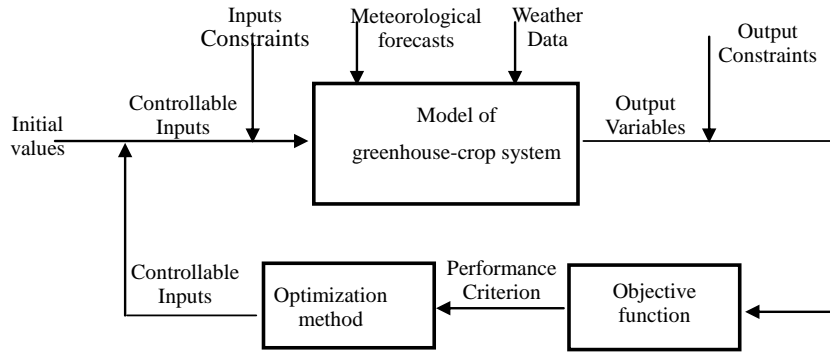 Inputs
Constraints
Meteorological
forecasts
Weather
Data
Output
Constraints
Initial
values
Controllable
Inputs
Model of
greenhouse-crop system
Output
Variables
Controllable
Inputs
Optimization
method
Performance
Criterion
Objective
function